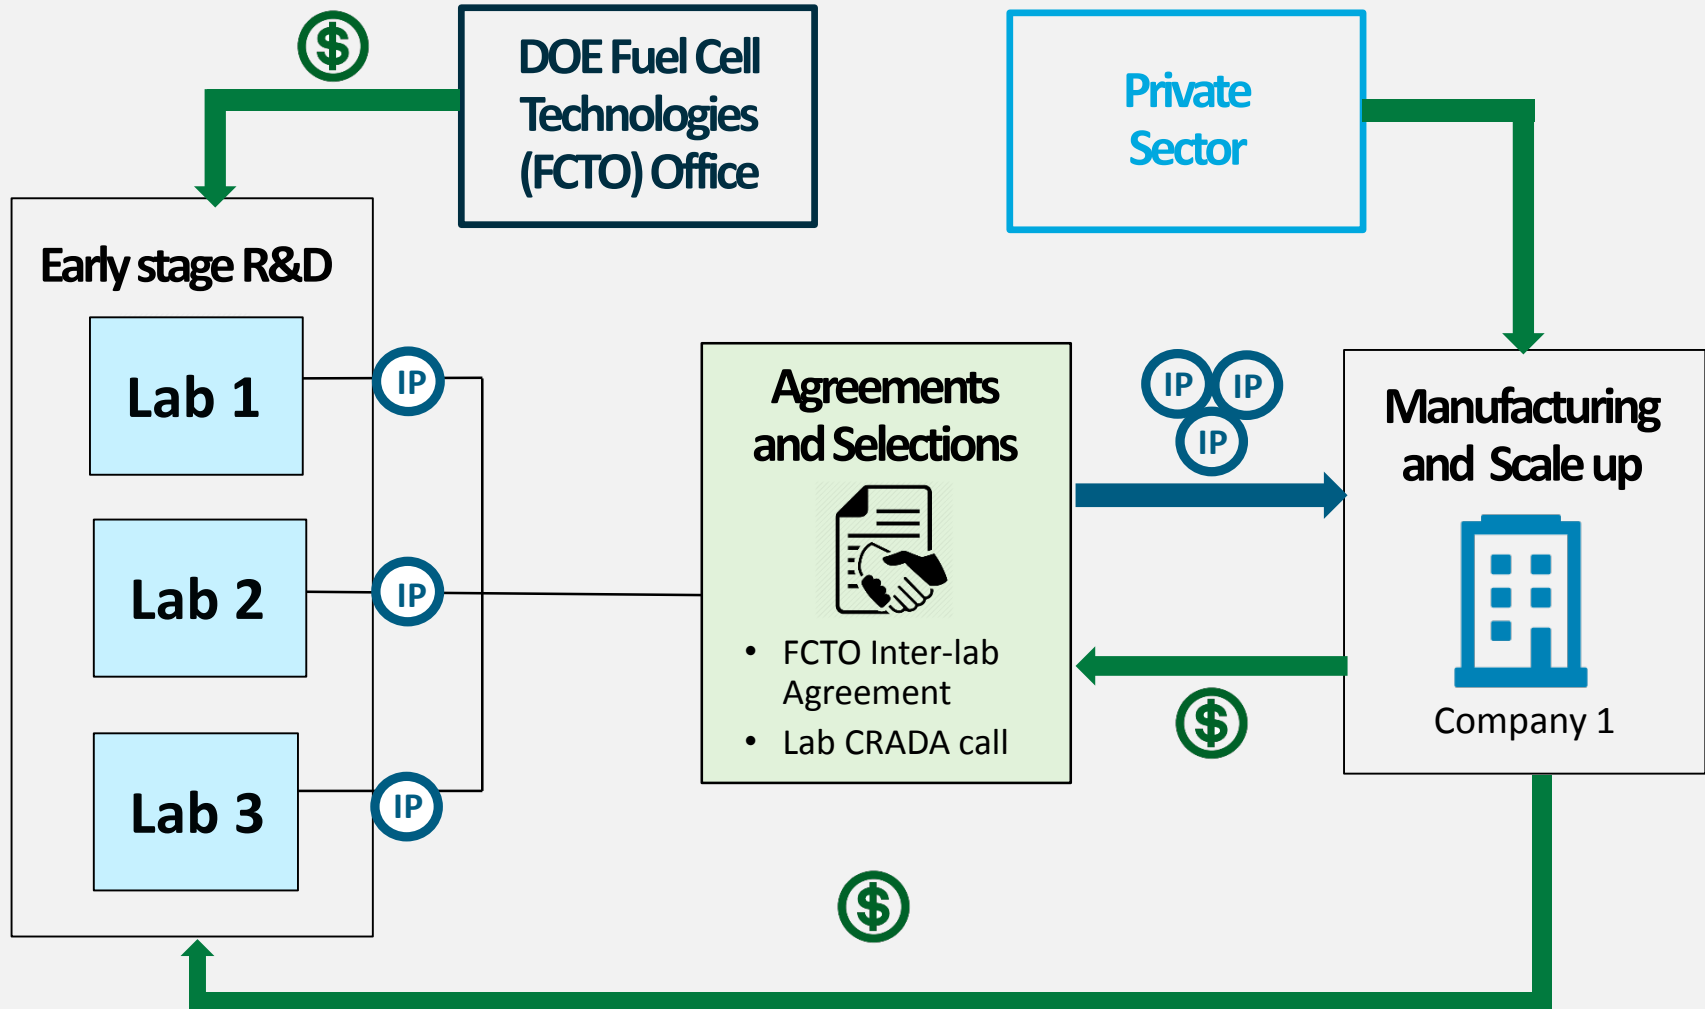 $
DOE Fuel Cell
Technologies
(FCTO) Office
Private
Sector
Early stage R&D
Lab 1
IP
Lab 2
IP
Lab 3
IP
Agreements
and Selections
• FCTO Inter-lab
Agreement
• Lab CRADA call
IP IP
IP
$
Manufacturing
and Scale up
Company 1
$